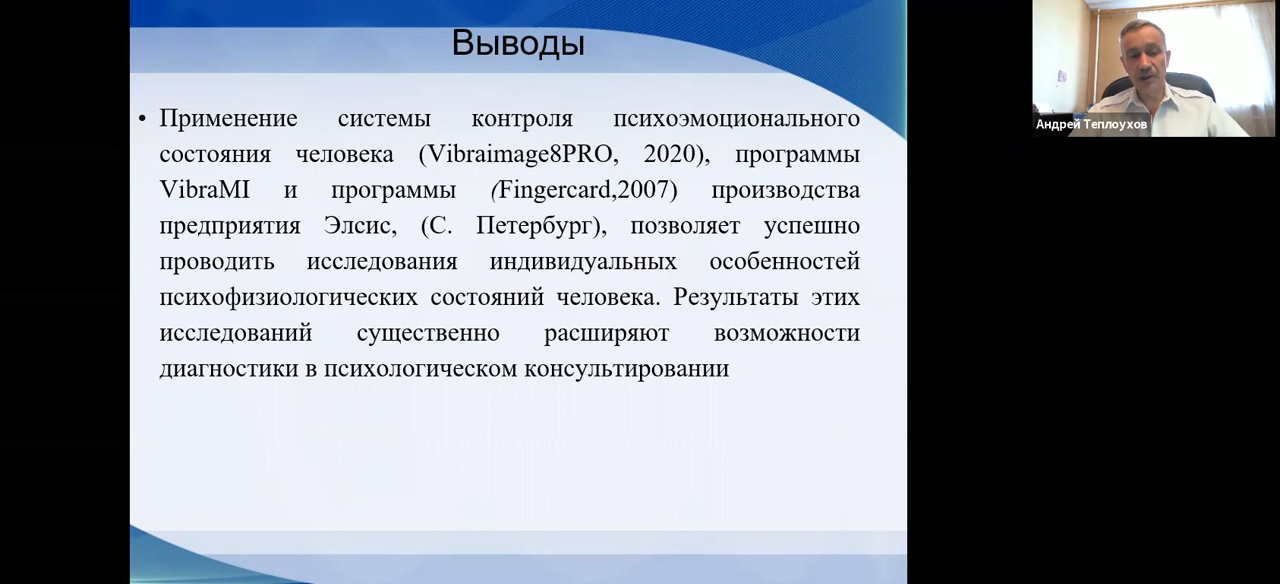 Выводы
• Применение системы контроля психоэмоционального
состояния человека (Vibraimage8PRO, 2020), программы
VibraMI и программы (Fingercard,2007) производства
предприятия Элсис, (С. Петербург), позволяет успешно
проводить исследования индивидуальных особенностей
психофизиологических состояний человека. Результаты этих
исследований существенно расширяют возможности
диагностики в психологическом консультировании
Андрей Теплоухов